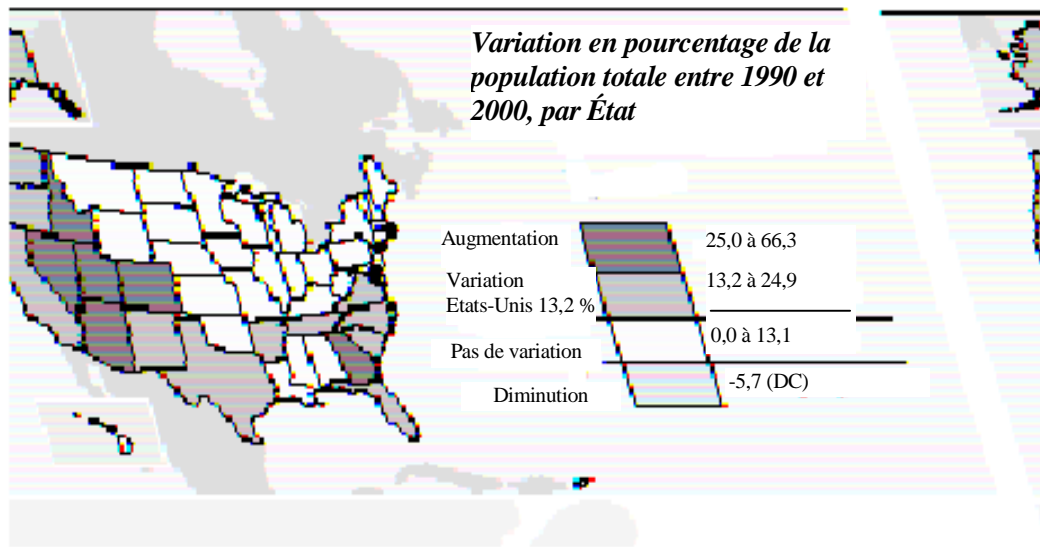 Variation en pourcentage de la
population totale entre 1990 et
2000, par État
Augmentation
25,0 à 66,3
Variation
13,2 à 24,9
Etats-Unis 13,2 %
0,0 à 13,1
Pas de variation
-5,7 (DC)
Diminution